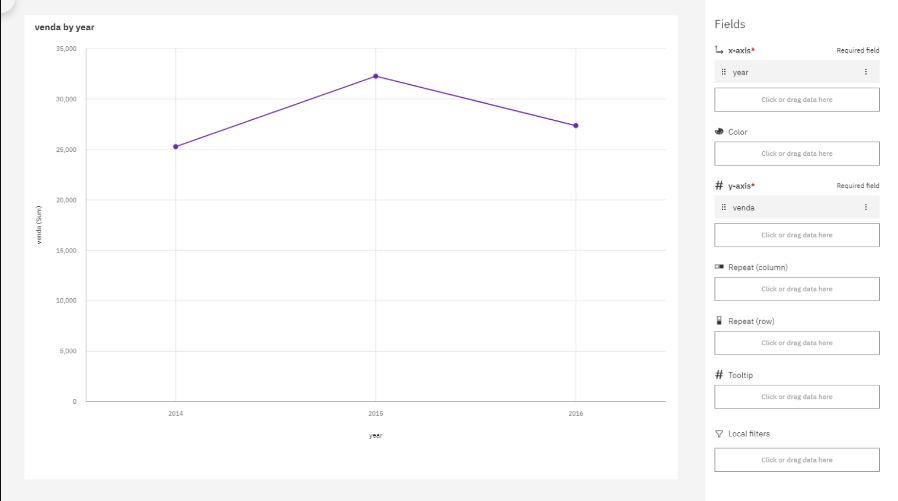 venda by year
35,000
30,000
25,000
20,000
15,000
10,000
5,000
0
venda (Sum)
2014
2015
2016
year
Fields
x-axis* Required field
year
Click or drag data here
Color
Click or drag data here
y-axis* Required field
venda
Click or drag data here
Repeat (column)
Click or drag data here
Repeat (row)
Click or drag data here
Tooltip
Click or drag data here
Local filters
Click or drag data here